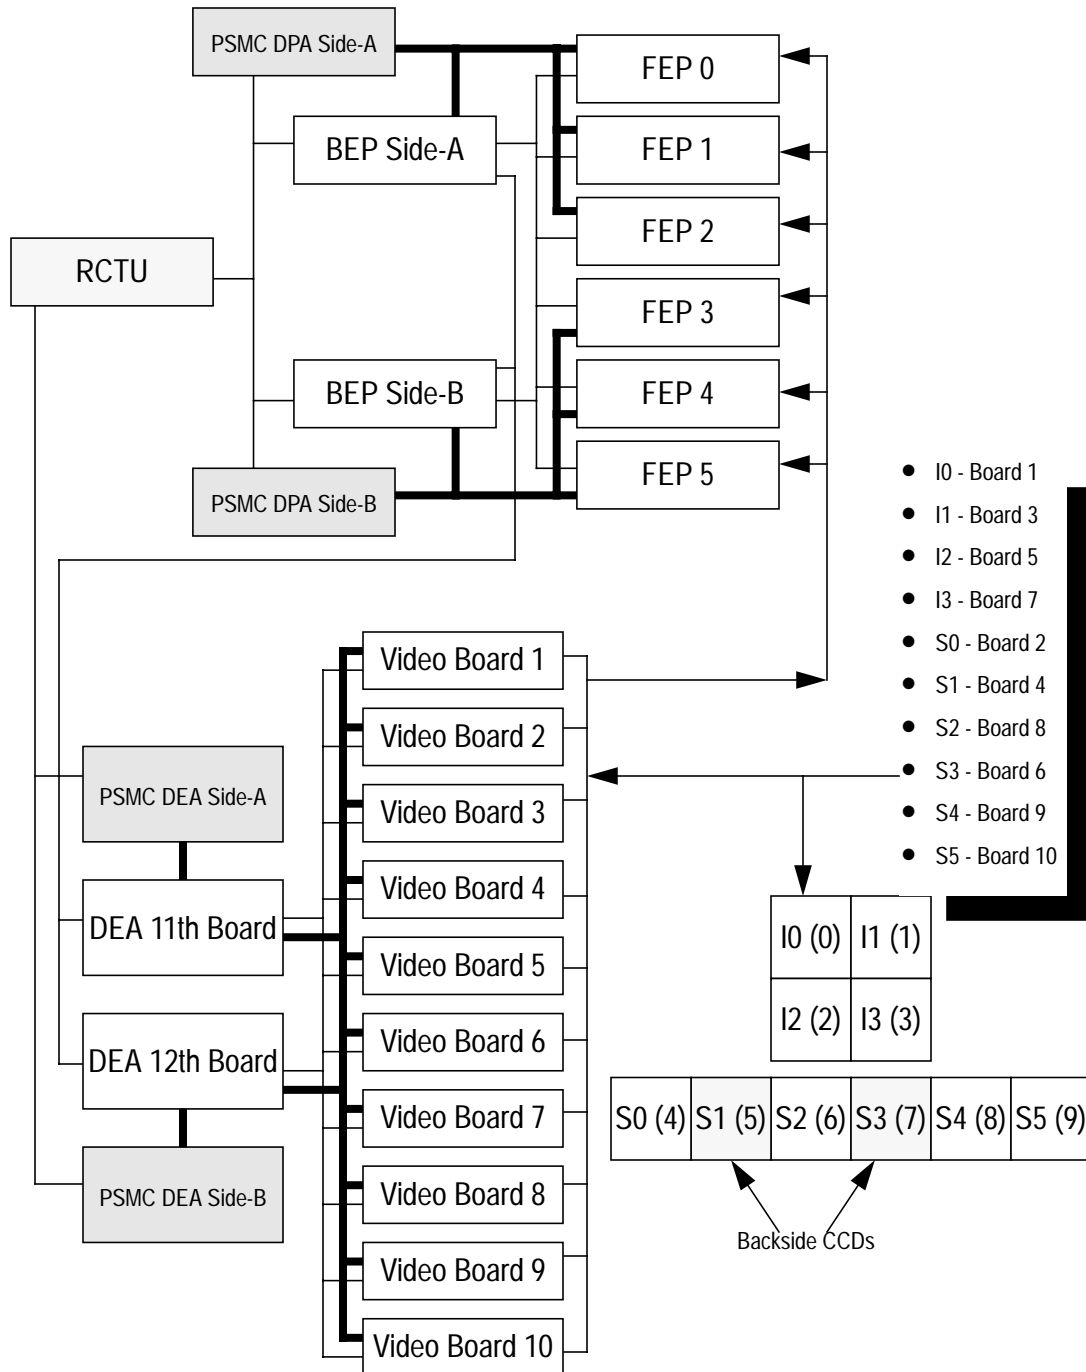 PSMC DPA Side-A
FEP 0
BEP Side-A
FEP 1
FEP 2
RCTU
FEP 3
BEP Side-B
FEP 4
FEP 5
PSMC DPA Side-B
• I0 - Board 1
• I1 - Board 3
• I2 - Board 5
• I3 - Board 7
• S0 - Board 2
• S1 - Board 4
• S2 - Board 8
• S3 - Board 6
• S4 - Board 9
• S5 - Board 10
Video Board 1
Video Board 2
Video Board 3
Video Board 4
Video Board 5
Video Board 6
Video Board 7
Video Board 8
Video Board 9
Video Board 10
PSMC DEA Side-A
DEA 11th Board
DEA 12th Board
PSMC DEA Side-B
I0 (0) I1 (1)
I2 (2) I3 (3)
S0 (4) S1 (5) S2 (6) S3 (7) S4 (8) S5 (9)
Backside CCDs